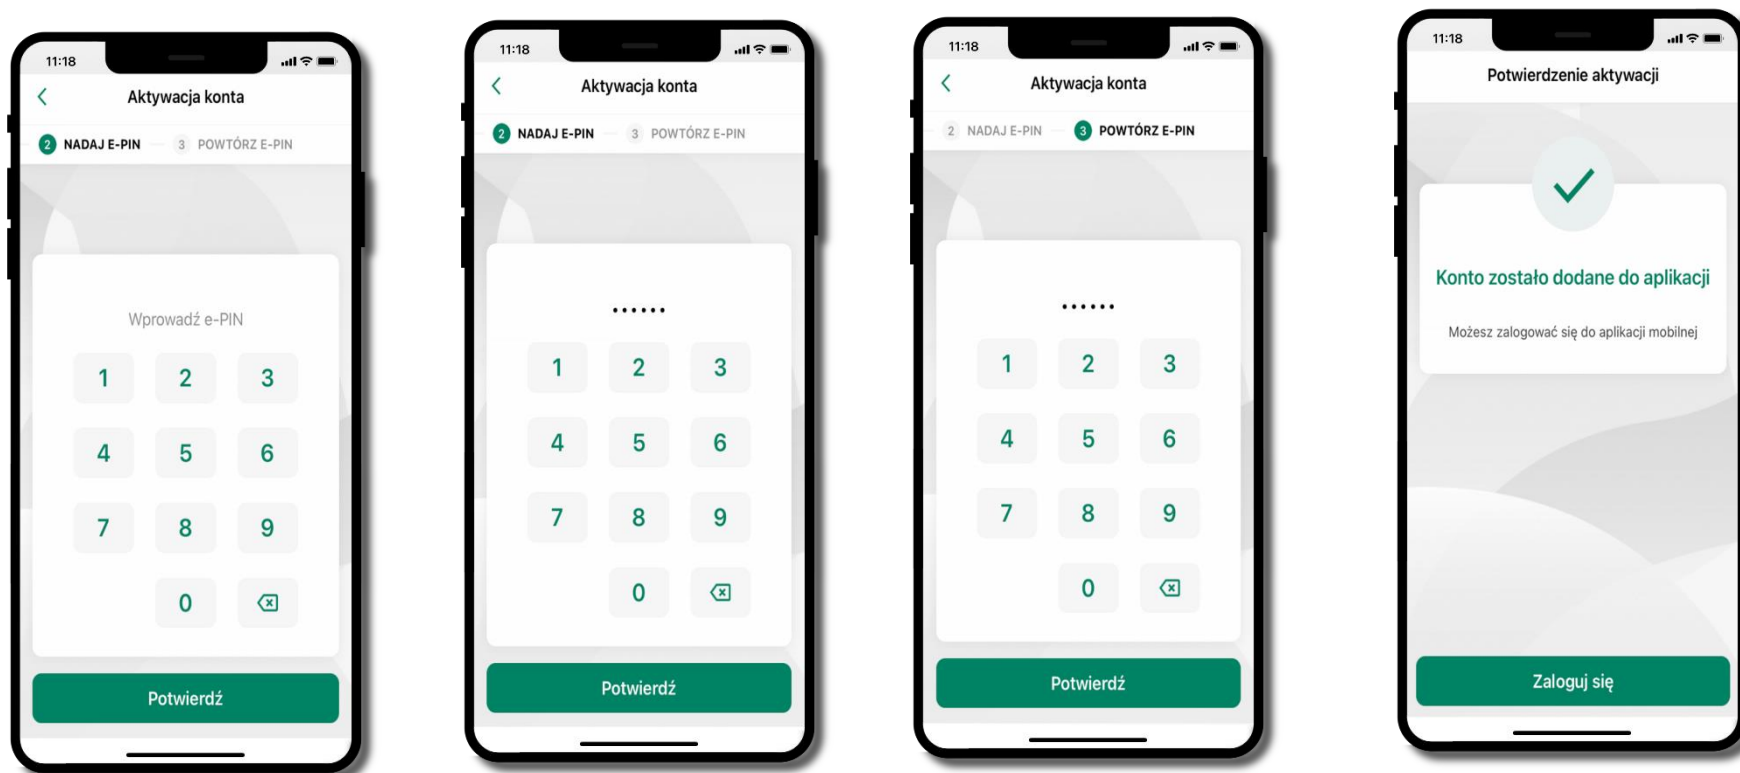 11:18
Aktywacja konta
2 NADAJ E-PIN 3 POWTÓRZ E-PIN
Wprowadź e-PIN
1 2 3
4 5 6
7 8 9
0
Potwierdź
11:18
Aktywacja konta
2 NADAJ E-PIN 3 POWTÓRZ E-PIN
••••••
1 2 3
4 5 6
7 8 9
0
Potwierdź
11:18
Aktywacja konta
2 NADAJ E-PIN 3 POWTÓRZ E-PIN
••••••
1 2 3
4 5 6
7 8 9
0
Potwierdź
11:18
Potwierdzenie aktywacji
Konto zostało dodane do aplikacji
Możesz zalogować się do aplikacji mobilnej
Zaloguj się